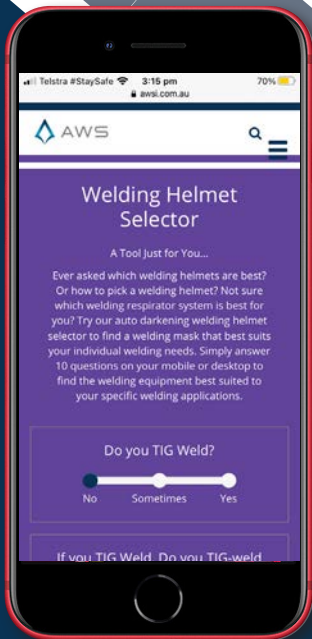 Telstra #StaySafe 3:15 pm 70%
awsi.com.au
AWS
Welding Helmet
Selector
A Tool Just for You...
Ever asked which welding helmets are best?
Or how to pick a welding helmet? Not sure
which welding respirator system is best for
you? Try our auto darkening welding helmet
selector to find a welding mask that best suits
your individual welding needs. Simply answer
10 questions on your mobile or desktop to
find the welding equipment best suited to
your specific welding applications.
Do you TIG Weld?
No Sometimes Yes
If you TIG Weld, Do you TIG-weld